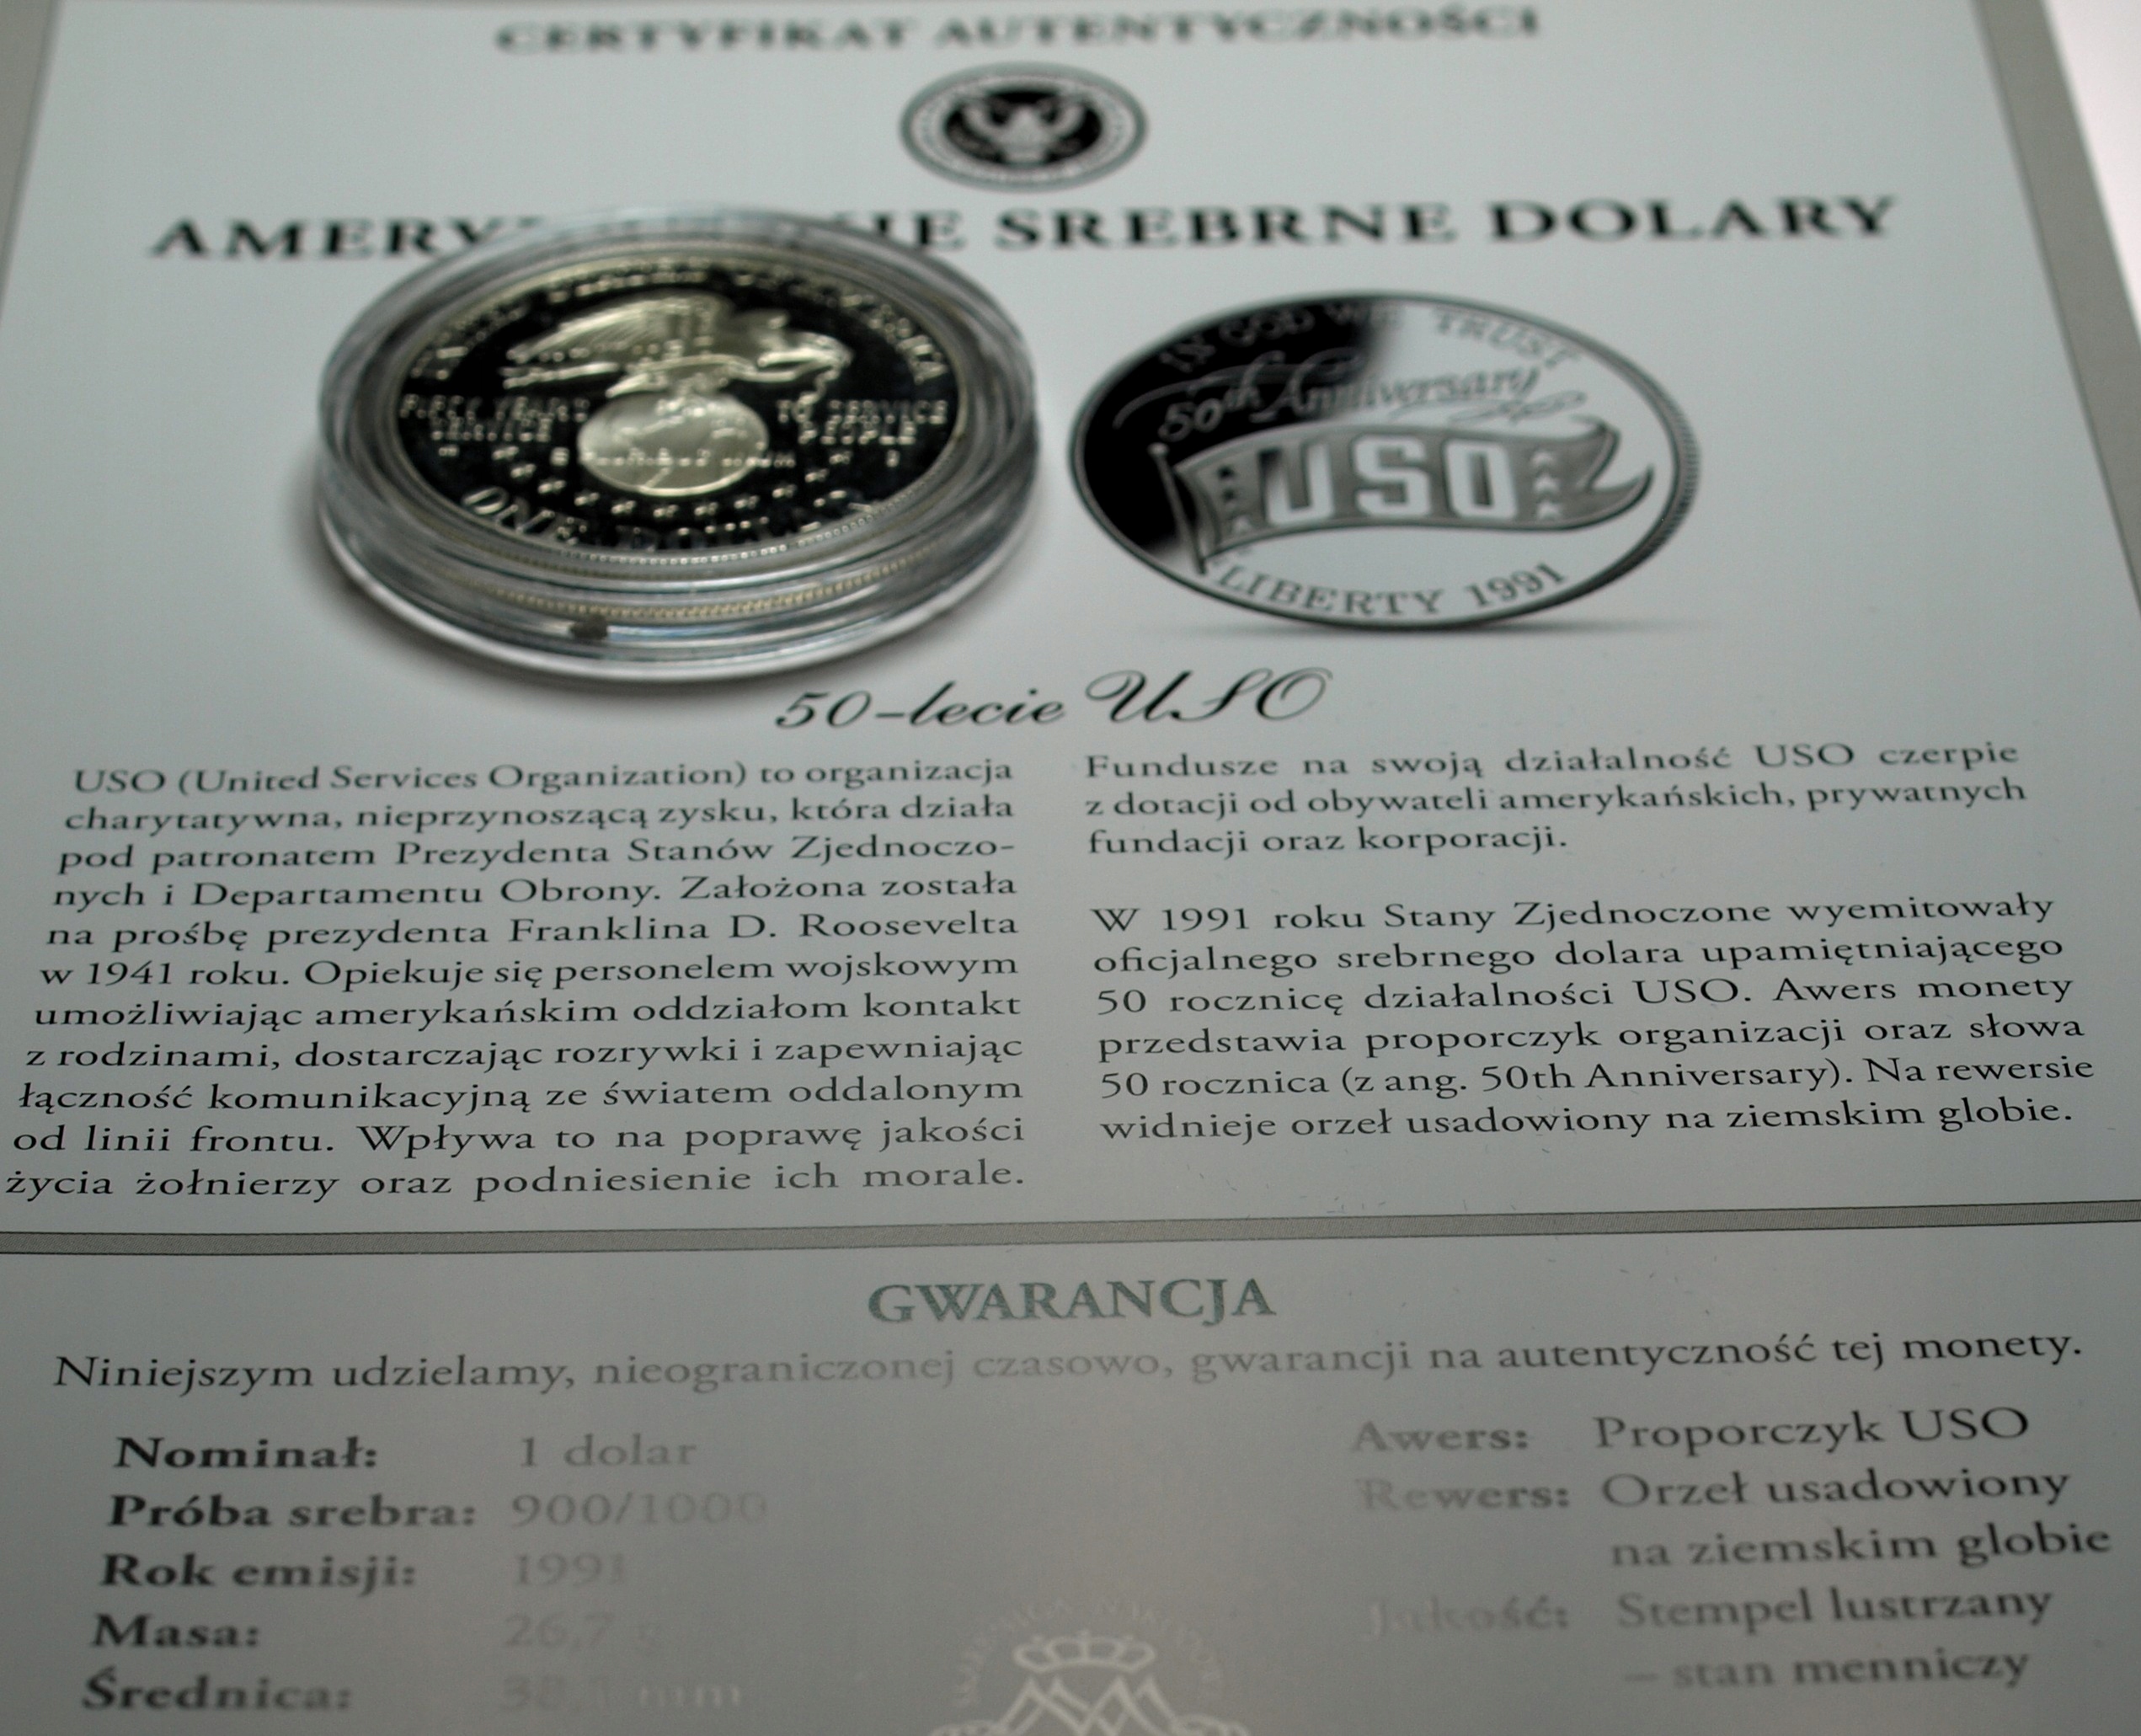 CERTYFIKAT AUTENTYCZNOŚCI
SREBRNE DOLARY
TO SERVICE
PEOPLE
ONE
IN GOD WE TRUST
50th Anniversary
USO
LIBERTY 1991
50-lecie USO
USO (United Services Organization) to organizacja
charytatywna, nieprzynoszącą zysku, która działa
pod patronatem Prezydenta Stanów Zjednoczo-
nych i Departamentu Obrony. Założona została
na prośbę prezydenta Franklina D. Roosevelta
w 1941 roku. Opiekuje się personelem wojskowym
umożliwiając amerykańskim oddziałom kontakt
z rodzinami, dostarczając rozrywki i zapewniając
łączność komunikacyjną ze światem oddalonym
od linii frontu. Wpływa to na poprawę jakości
życia żołnierzy oraz podniesienie ich morale.
Fundusze na swoją działalność USO czerpie
z dotacji od obywateli amerykańskich, prywatnych
fundacji oraz korporacji.
W 1991 roku Stany Zjednoczone wyemitowały
oficjalnego srebrnego dolara upamiętniającego
50 rocznicę działalności USO. Awers monety
przedstawia proporczyk organizacji oraz słowa
50 rocznica (z ang. 50th Anniversary). Na rewersie
widnieje orzeł usadowiony na ziemskim globie.
GWARANCJA
Niniejszym udzielamy, nieograniczonej czasowo, gwarancji na autentyczność tej monety.
Nominał: 1 dolar
Próba srebra: 900/1000
Rok emisji: 1991
Masa: 26,7 g
Średnica: 38,1 mm
Awers: Proporczyk USO
Rewers: Orzeł usadowiony
na ziemskim globie
Jakość: Stempel lustrzany
– stan menniczy